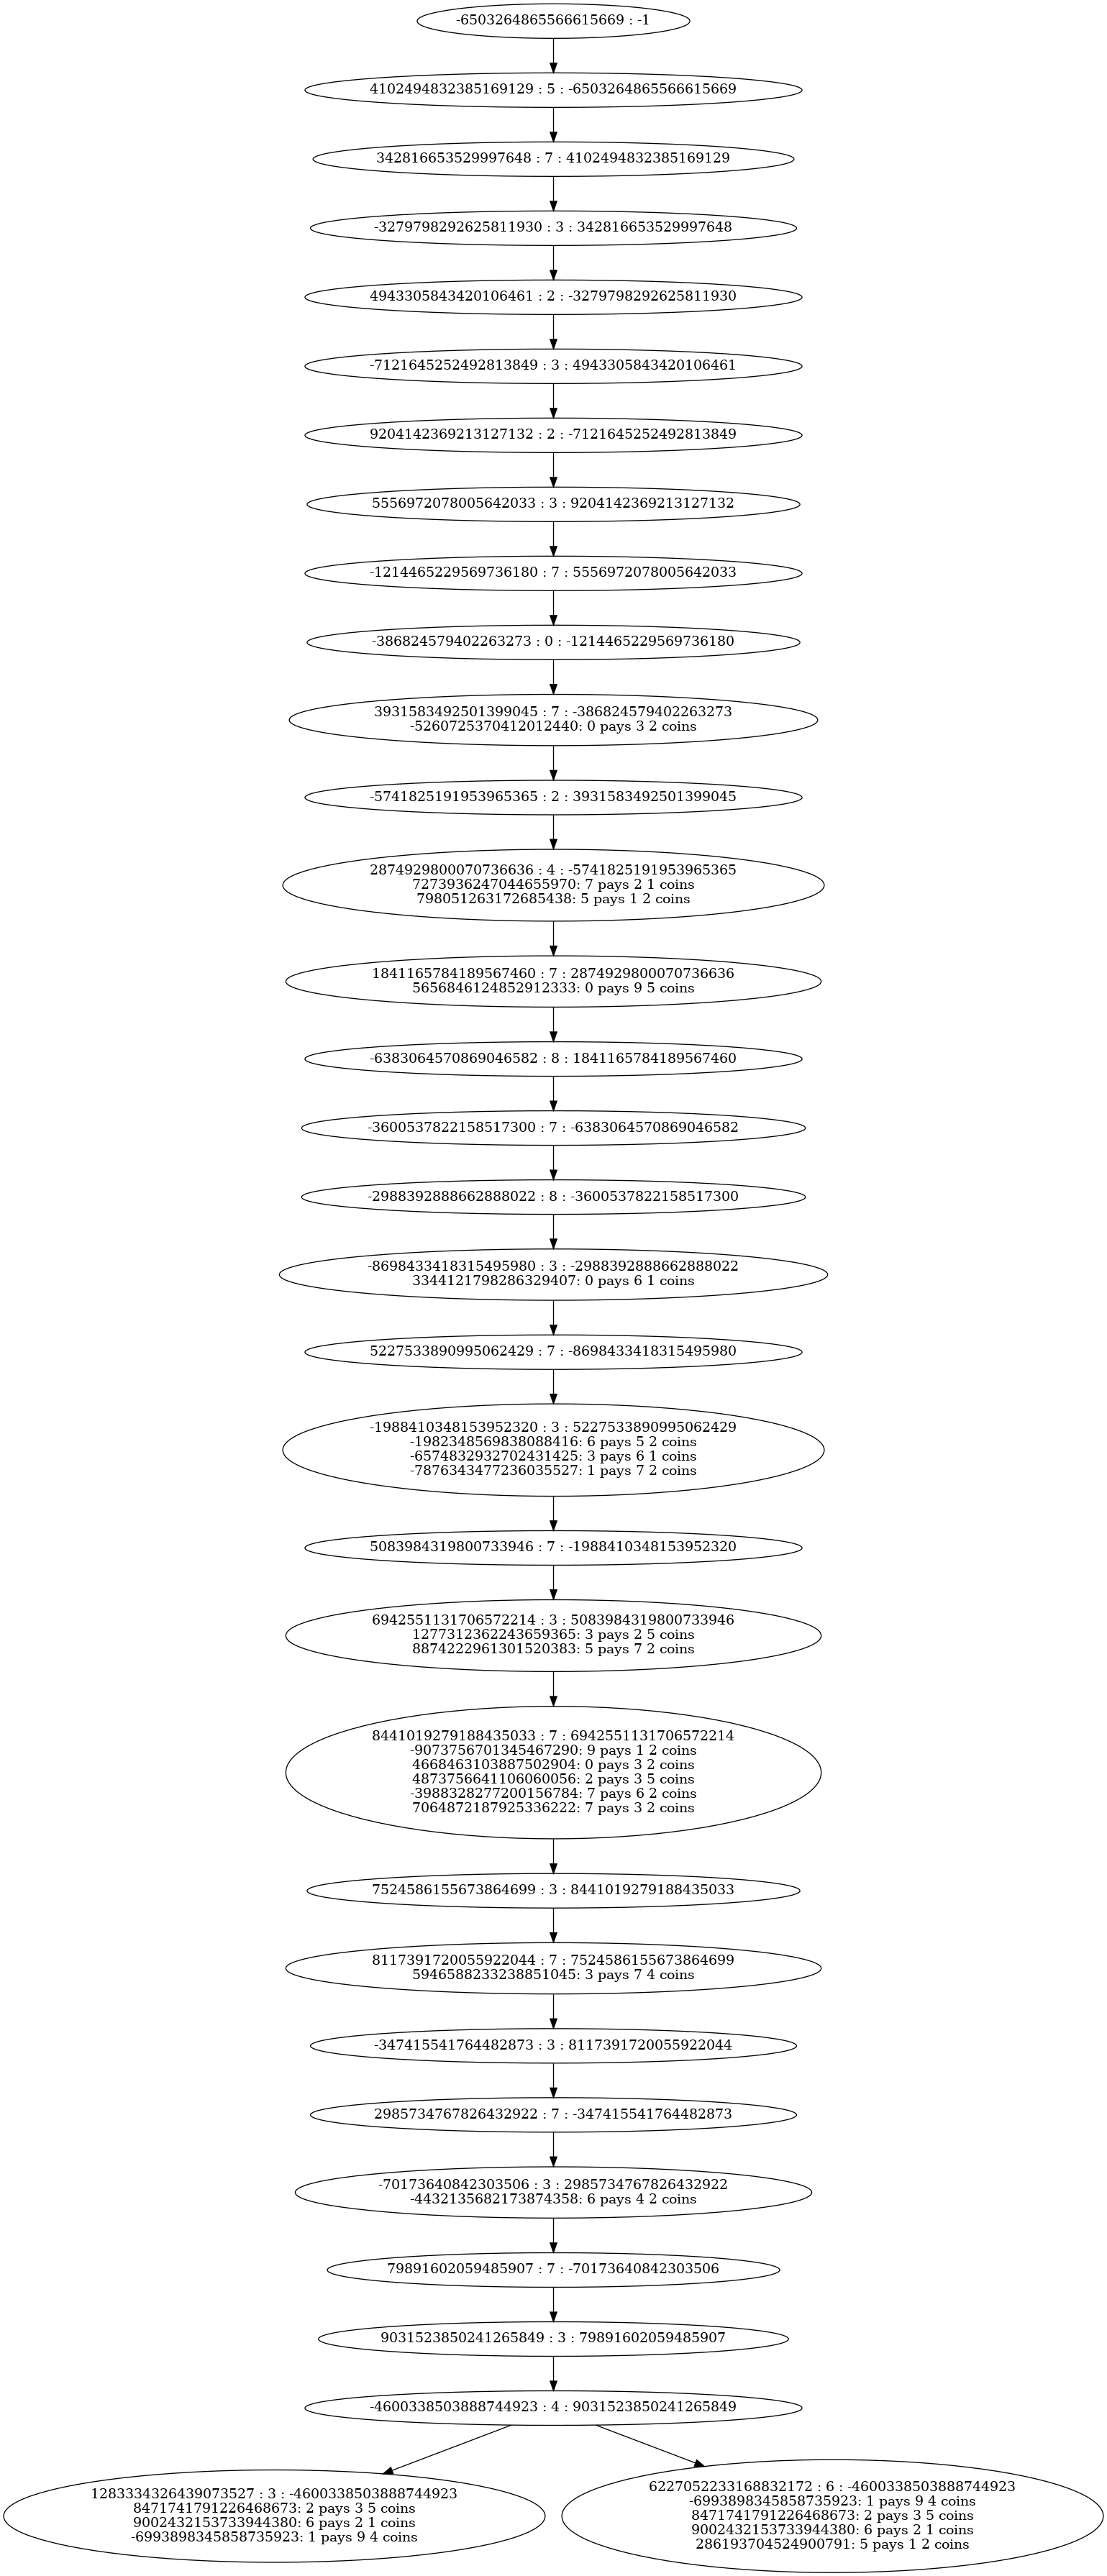 -6503264865566615669 : -1
4102494832385169129 : 5 : -6503264865566615669
342816653529997648 : 7 : 4102494832385169129
-3279798292625811930 : 3 : 342816653529997648
4943305843420106461 : 2 : -3279798292625811930
-7121645252492813849 : 3 : 4943305843420106461
9204142369213127132 : 2 : -7121645252492813849
5556972078005642033 : 3 : 9204142369213127132
-1214465229569736180 : 7 : 5556972078005642033
-386824579402263273 : 0 : -1214465229569736180
3931583492501399045 : 7 : -386824579402263273
-5260725370412012440: 0 pays 3 2 coins
-5741825191953965365 : 2 : 3931583492501399045
2874929800070736636 : 4 : -5741825191953965365
7273936247044655970: 7 pays 2 1 coins
798051263172685438: 5 pays 1 2 coins
1841165784189567460 : 7 : 2874929800070736636
5656846124852912333: 0 pays 9 5 coins
-6383064570869046582 : 8 : 1841165784189567460
-3600537822158517300 : 7 : -6383064570869046582
-2988392888662888022 : 8 : -3600537822158517300
-8698433418315495980 : 3 : -2988392888662888022
3344121798286329407: 0 pays 6 1 coins
5227533890995062429 : 7 : -8698433418315495980
-1988410348153952320 : 3 : 5227533890995062429
-1982348569838088416: 6 pays 5 2 coins
-6574832932702431425: 3 pays 6 1 coins
-7876343477236035527: 1 pays 7 2 coins
5083984319800733946 : 7 : -1988410348153952320
6942551131706572214 : 3 : 5083984319800733946
1277312362243659365: 3 pays 2 5 coins
8874222961301520383: 5 pays 7 2 coins
8441019279188435033 : 7 : 6942551131706572214
-9073756701345467290: 9 pays 1 2 coins
4668463103887502904: 0 pays 3 2 coins
4873756641106060056: 2 pays 3 5 coins
-3988328277200156784: 7 pays 6 2 coins
7064872187925336222: 7 pays 3 2 coins
7524586155673864699 : 3 : 8441019279188435033
8117391720055922044 : 7 : 7524586155673864699
5946588233238851045: 3 pays 7 4 coins
-347415541764482873 : 3 : 8117391720055922044
2985734767826432922 : 7 : -347415541764482873
-70173640842303506 : 3 : 2985734767826432922
-4432135682173874358: 6 pays 4 2 coins
79891602059485907 : 7 : -70173640842303506
9031523850241265849 : 3 : 79891602059485907
-4600338503888744923 : 4 : 9031523850241265849
1283334326439073527 : 3 : -4600338503888744923
8471741791226468673: 2 pays 3 5 coins
9002432153733944380: 6 pays 2 1 coins
-6993898345858735923: 1 pays 9 4 coins
6227052233168832172 : 6 : -4600338503888744923
-6993898345858735923: 1 pays 9 4 coins
8471741791226468673: 2 pays 3 5 coins
9002432153733944380: 6 pays 2 1 coins
286193704524900791: 5 pays 1 2 coins